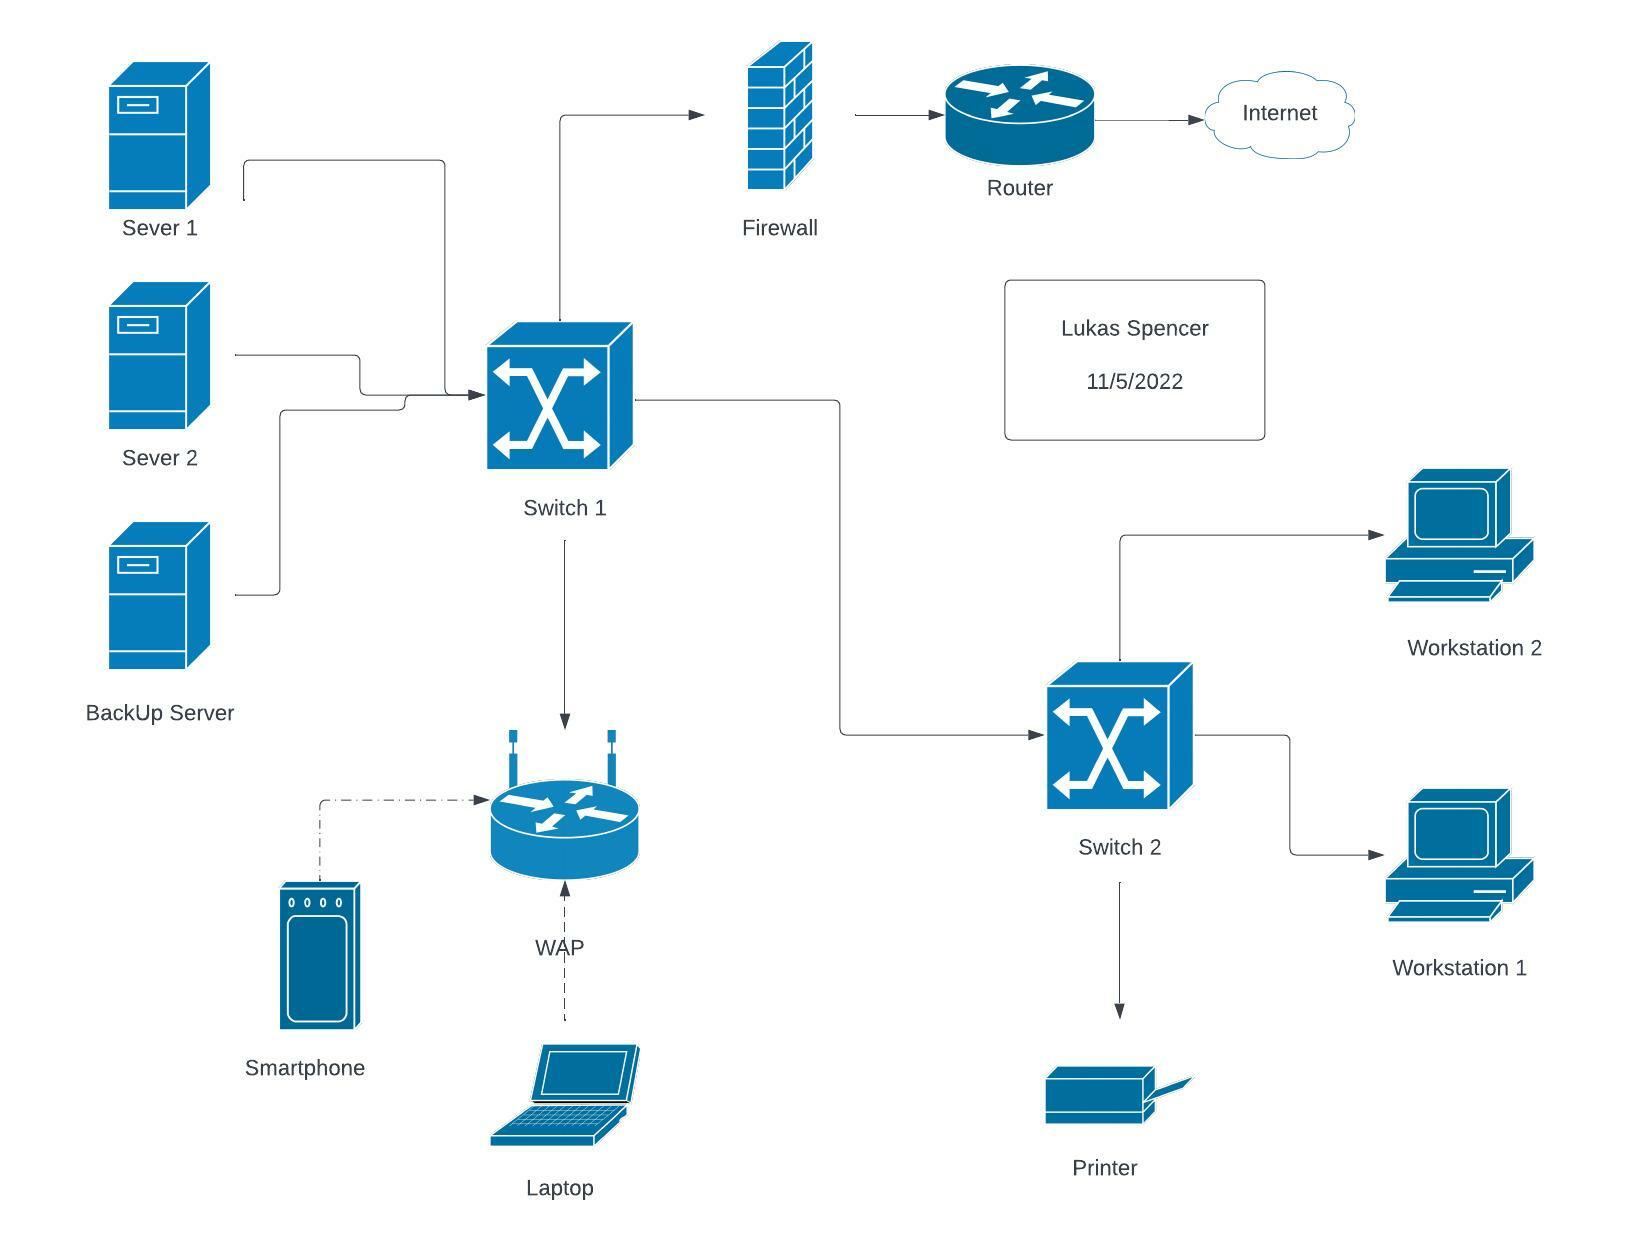 Internet
Router
Sever 1
Firewall
Lukas Spencer
11/5/2022
Sever 2
Switch 1
Workstation 2
BackUp Server
Switch 2
WAP
Workstation 1
Smartphone
Printer
Laptop